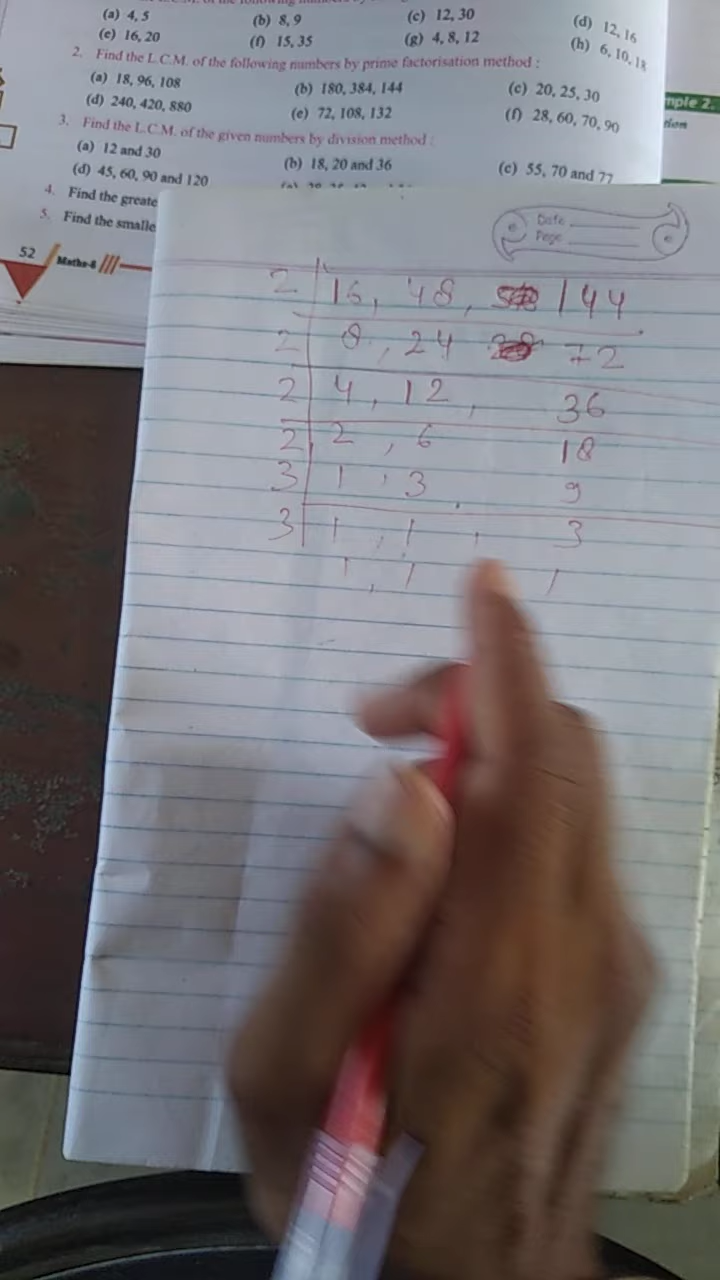 (a) 4, 5 (b) 8, 9 (c) 12, 30 (d) 12, 16
(e) 16, 20 (f) 15, 35 (g) 4, 8, 12 (h) 6, 10, 18
2. Find the L.C.M. of the following numbers by prime factorisation method :
(a) 18, 96, 108 (b) 180, 384, 144 (c) 20, 25, 30
(d) 240, 420, 880 (e) 72, 108, 132 (f) 28, 60, 70, 90
3. Find the L.C.M. of the given numbers by division method :
(a) 12 and 30 (b) 18, 20 and 36 (c) 55, 70 and 77
(d) 45, 60, 90 and 120
4. Find the greate
5. Find the smalle
52 Maths-6
mple 2.
Date
Page
2 16, 48, 144
2 8, 24 72
2 4, 12, 36
2 2, 6 18
3 1, 3 9
3 1, 1, 3
1, 1 1